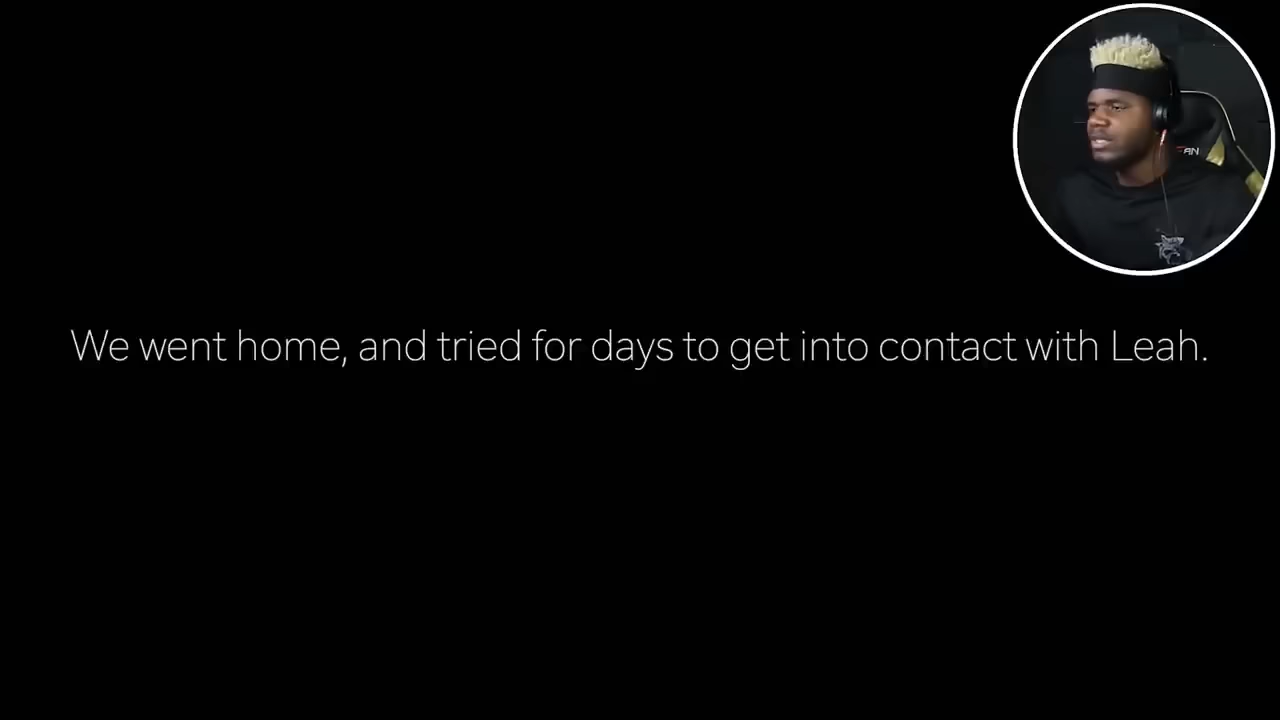 We went home, and tried for days to get into contact with Leah.